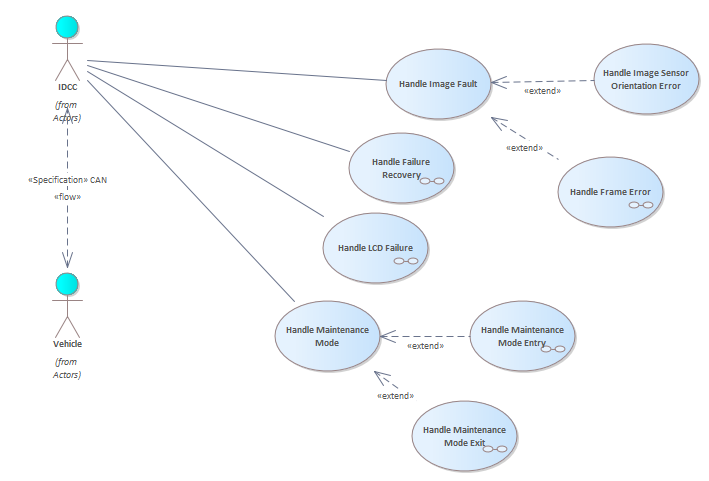 IDCC
(from
Actors)
«Specification» CAN
«flow»
Vehicle
(from
Actors)
Handle Image Fault
«extend»
Handle Image Sensor
Orientation Error
«extend»
Handle Frame Error
Handle Failure
Recovery
Handle LCD Failure
Handle Maintenance
Mode
«extend»
Handle Maintenance
Mode Entry
«extend»
Handle Maintenance
Mode Exit